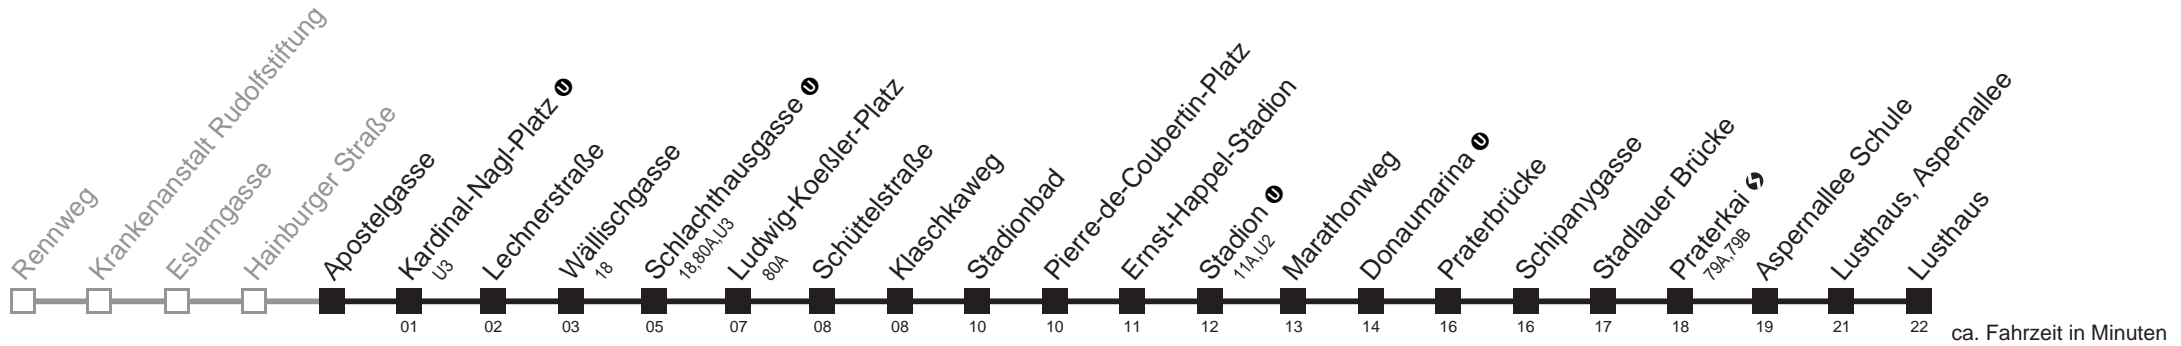 Rennweg
Krankenanstalt Rudolfstiftung
Eslarngasse
Hainburger Straße
Apostelgasse
Kardinal-Nagl-Platz U
U3
Lechnerstraße
Wällischgasse
18
Schlachthausgasse U
18,80A,U3
Ludwig-Koeßler-Platz
80A
Schüttelstraße
Klaschkaweg
Stadionbad
Pierre-de-Coubertin-Platz
Ernst-Happel-Stadion
Stadion U
11A,U2
Marathonweg
Donaumarina U
Praterbrücke
Schipanygasse
Stadlauer Brücke
Praterkai
79A,79B
Aspernallee Schule
Lusthaus, Aspernallee
Lusthaus
01 02 03 05 07 08 08 10 10 11 12 13 14 16 16 17 18 19 21 22 ca. Fahrzeit in Minuten